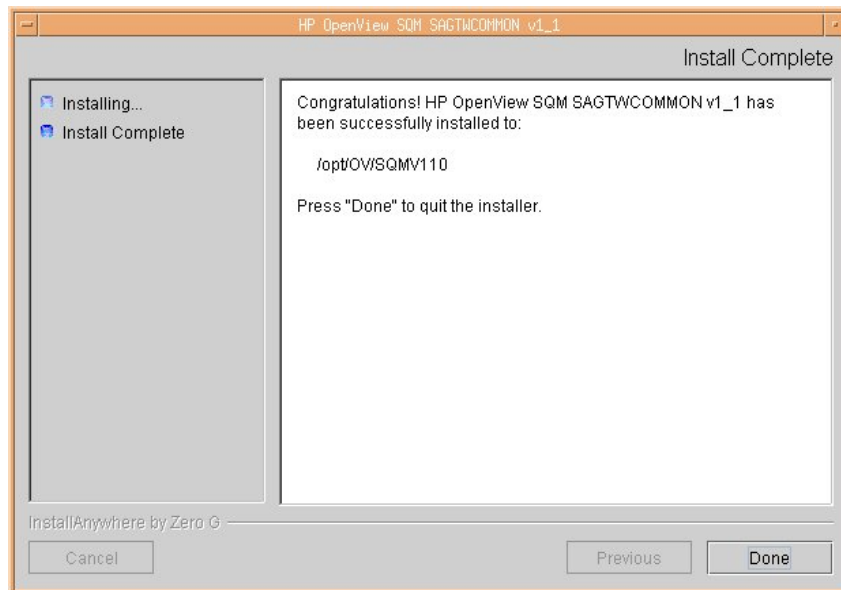 HP OpenView SQM SAGTWCOMMON v1_1
Install Complete
Installing...
Install Complete
Congratulations! HP OpenView SQM SAGTWCOMMON v1_1 has
been successfully installed to:
/opt/OV/SQMV110
Press "Done" to quit the installer.
InstallAnywhere by Zero G
Cancel
Previous
Done